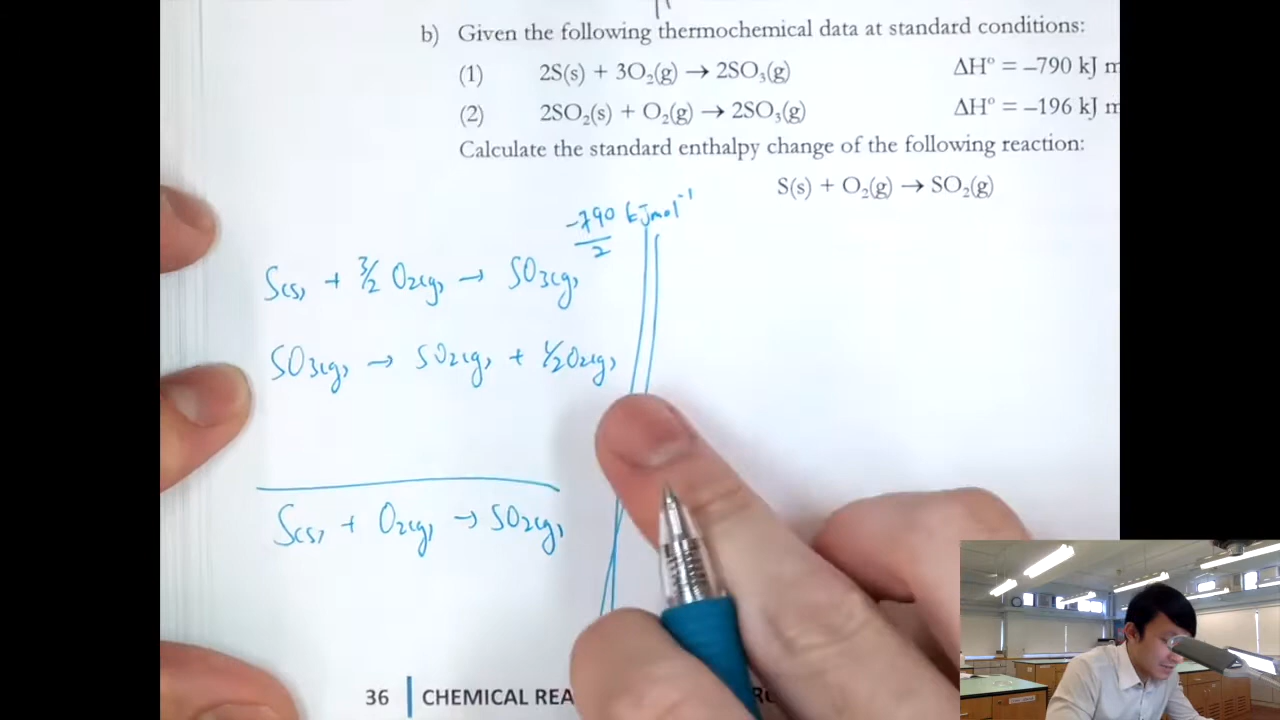 b) Given the following thermochemical data at standard conditions:
(1) 2S(s) + 3O₂(g) → 2SO₃(g) ΔH° = –790 kJ m
(2) 2SO₂(s) + O₂(g) → 2SO₃(g) ΔH° = –196 kJ m
Calculate the standard enthalpy change of the following reaction:
S(s) + O₂(g) → SO₂(g)
-790/2 kJmol⁻¹
S(s) + 3/2 O₂(g) → SO₃(g)
SO₃(g) → SO₂(g) + 1/2O₂(g)
S(s) + O₂(g) → SO₂(g)
36 CHEMICAL REA